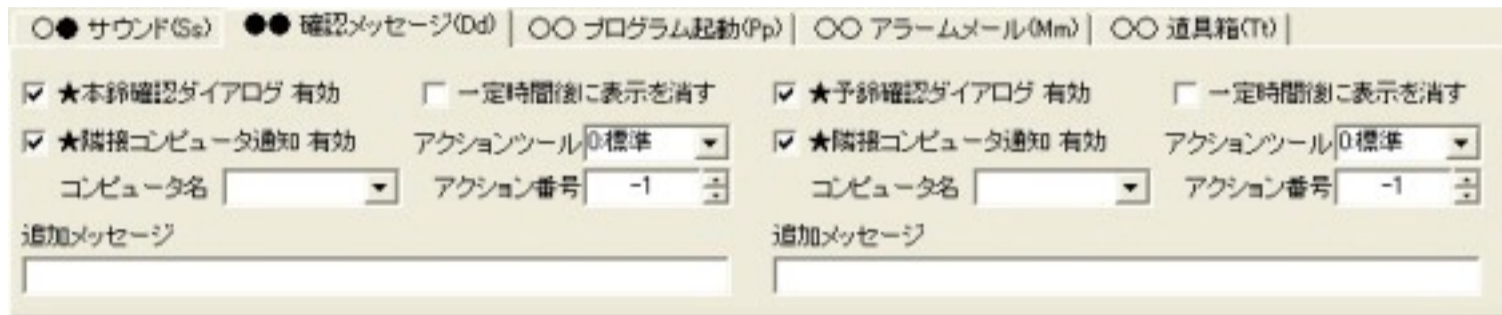 ○● サウンド(Ss) ●● 確認メッセージ(Dd) ○○ プログラム起動(Pp) ○○ アラームメール(Mm) ○○ 道具箱(Tt)
★本鈴確認ダイアログ 有効 一定時間後に表示を消す ★予鈴確認ダイアログ 有効 一定時間後に表示を消す
★隣接コンピュータ通知 有効 アクションツール 0:標準 ★隣接コンピュータ通知 有効 アクションツール 0:標準
コンピュータ名 アクション番号 -1 コンピュータ名 アクション番号 -1
追加メッセージ 追加メッセージ